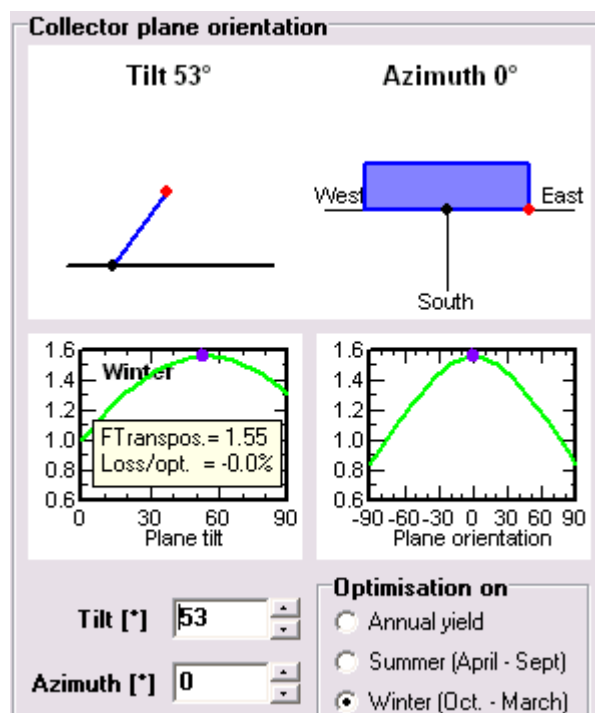 Collector plane orientation
Tilt 53°
Azimuth 0°
West
East
South
1.6
1.4
1.2
1.0
0.8
0.6
Winter
FTranspos.= 1.55
Loss/opt. = -0.0%
0 30 60 90
Plane tilt
1.6
1.4
1.2
1.0
0.8
0.6
-90 -60 -30 0 30 60 90
Plane orientation
Tilt [°] 53
Azimuth [°] 0
Optimisation on
Annual yield
Summer (April - Sept)
Winter (Oct. - March)